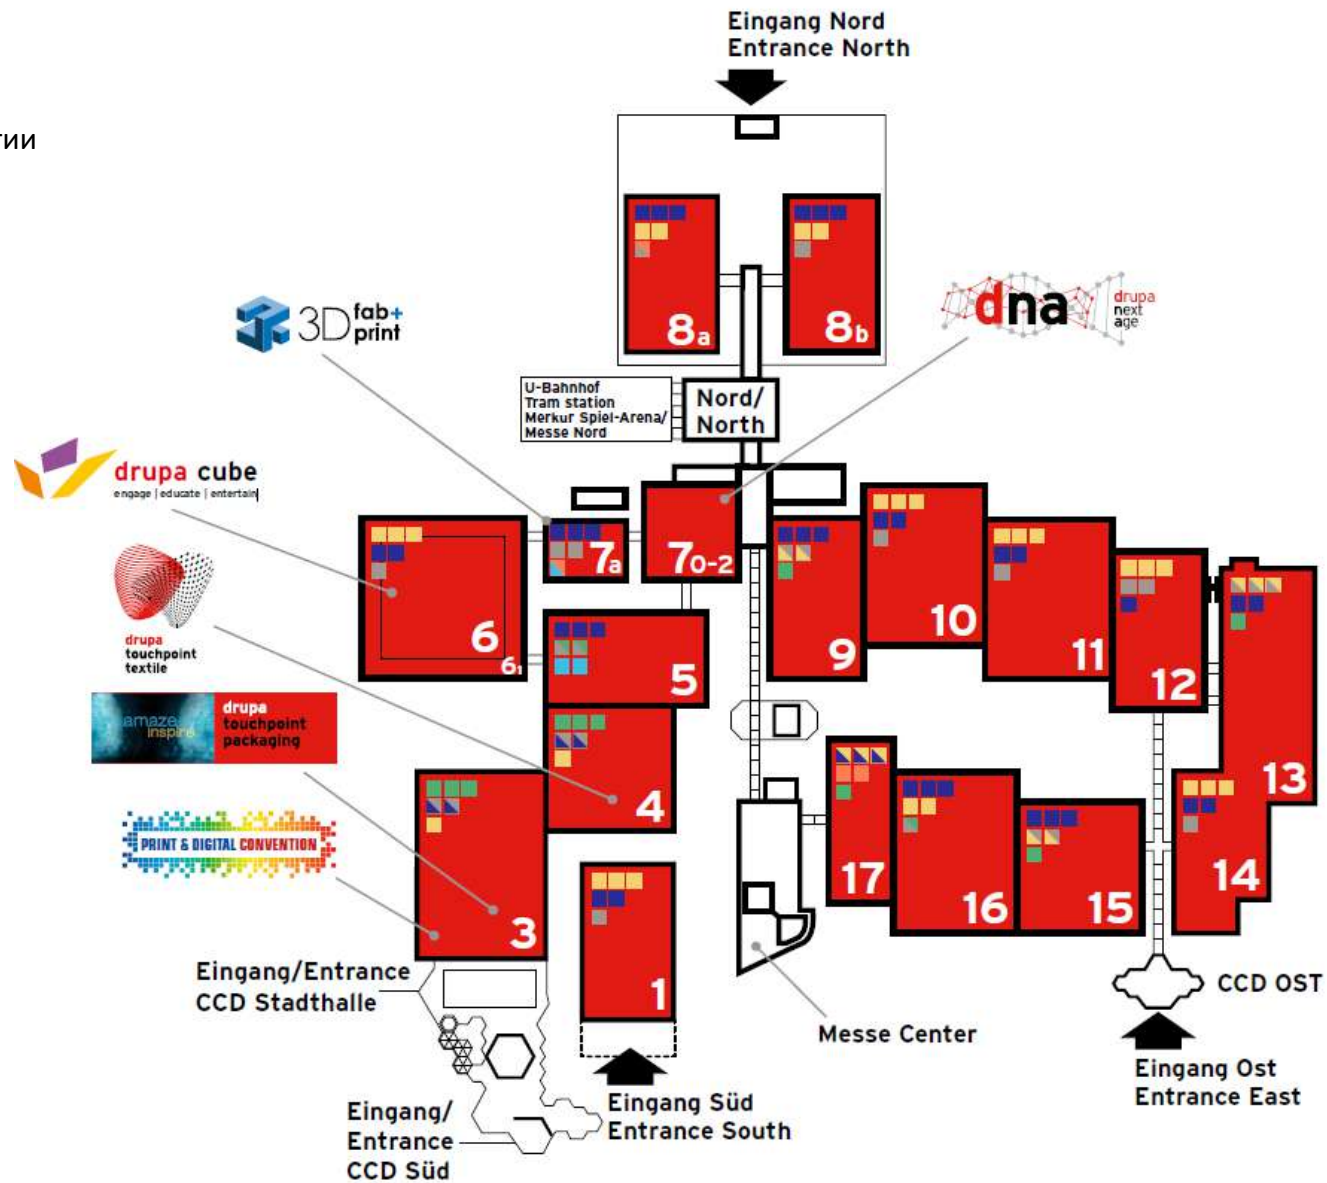 Eingang Nord
Entrance North
гии
8a
8b
3D fab+
print
dna drupa
next
age
U-Bahnhof
Tram station
Merkur Spiel-Arena/
Messe Nord
Nord/
North
drupa cube
engage | educate | entertain
7a
70-2
6
61
5
9
10
11
12
13
drupa
touchpoint
textile
amaze
inspire
drupa
touchpoint
packaging
4
PRINT & DIGITAL CONVENTION
3
1
17
16
15
14
Eingang/Entrance
CCD Stadthalle
CCD OST
Messe Center
Eingang Ost
Entrance East
Eingang Süd
Entrance South
Eingang/
Entrance
CCD Süd